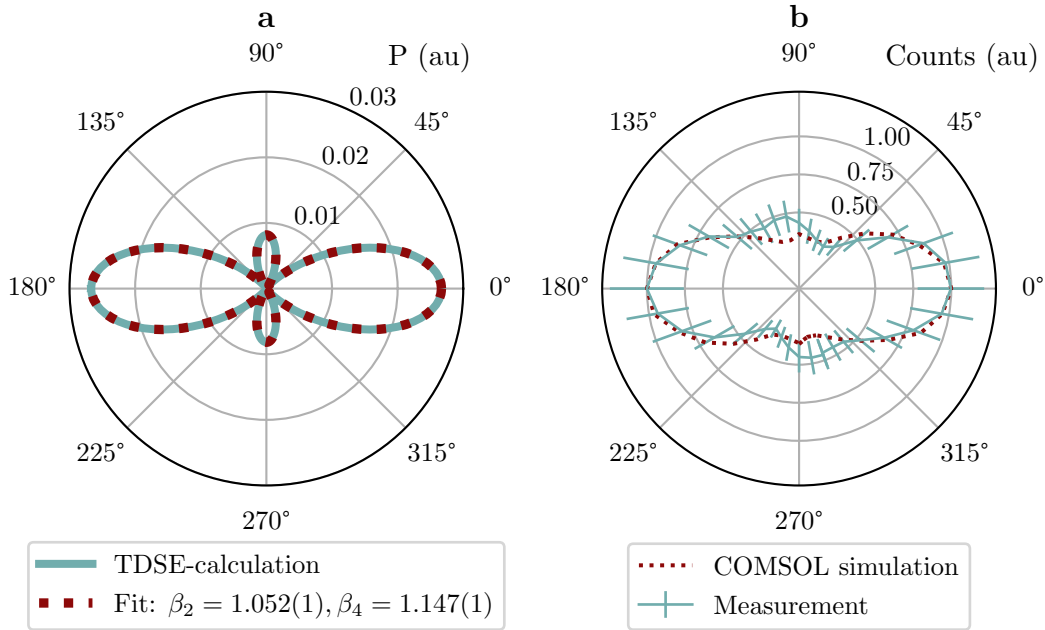 a
P (au)
90°
135°
45°
0.03
0.02
0.01
180°
0°
225°
315°
270°
TDSE-calculation
Fit: β₂ = 1.052(1), β₄ = 1.147(1)
b
Counts (au)
90°
135°
45°
1.00
0.75
0.50
180°
0°
225°
315°
270°
COMSOL simulation
Measurement